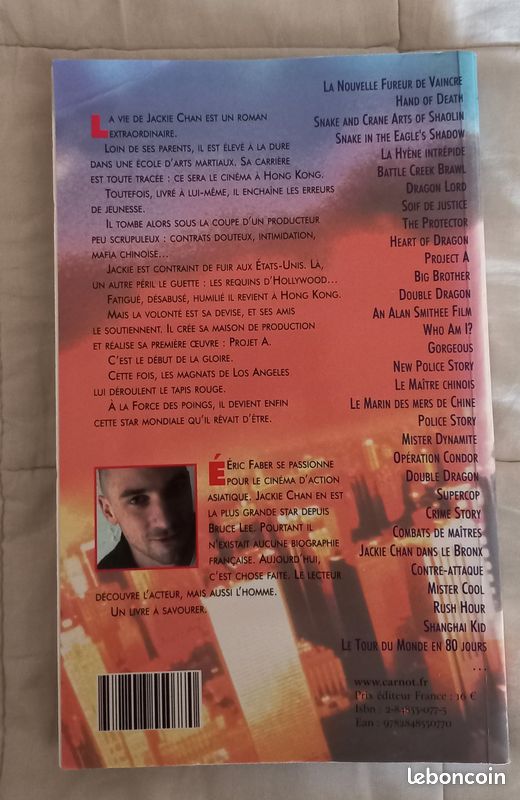 La vie de Jackie Chan est un roman
extraordinaire.
Loin de ses parents, il est élevé à la dure
dans une école d'arts martiaux. Sa carrière
est toute tracée : ce sera le cinéma à Hong Kong.
Toutefois, livré à lui-même, il enchaîne les erreurs
de jeunesse.
Il tombe alors sous la coupe d'un producteur
peu scrupuleux : contrats douteux, intimidation,
mafia chinoise...
Jackie est contraint de fuir aux États-Unis. Là,
un autre péril le guette : les requins d'Hollywood...
Fatigué, désabusé, humilié il revient à Hong Kong.
Mais la volonté est sa devise, et ses amis
le soutiennent. Il crée sa maison de production
et réalise sa première œuvre : Projet A.
C'est le début de la gloire.
Cette fois, les magnats de Los Angeles
lui déroulent le tapis rouge.
À la Force des poings, il devient enfin
cette star mondiale qu'il rêvait d'être.
Éric Faber se passionne
pour le cinéma d'action
asiatique. Jackie Chan en est
la plus grande star depuis
Bruce Lee. Pourtant il
n'existait aucune biographie
française. Aujourd'hui,
c'est chose faite. Le lecteur
découvre l'acteur, mais aussi l'homme.
Un livre à savourer.
La Nouvelle Fureur de Vaincre
Hand of Death
Snake and Crane Arts of Shaolin
Snake in the Eagle's Shadow
La Hyène intrépide
Battle Creek Brawl
Dragon Lord
Soif de justice
The Protector
Heart of Dragon
Project A
Big Brother
Double Dragon
An Alan Smithee Film
Who Am I?
Gorgeous
New Police Story
Le Maître chinois
Le Marin des mers de Chine
Police Story
Mister Dynamite
Opération Condor
Double Dragon
Supercop
Crime Story
Combats de maîtres
Jackie Chan dans le Bronx
Contre-attaque
Mister Cool
Rush Hour
Shanghai Kid
Le Tour du Monde en 80 jours
...
www.carnot.fr
Prix éditeur France : 16 €
Isbn : 2-84855-077-5
Ean : 9782848550770
leboncoin